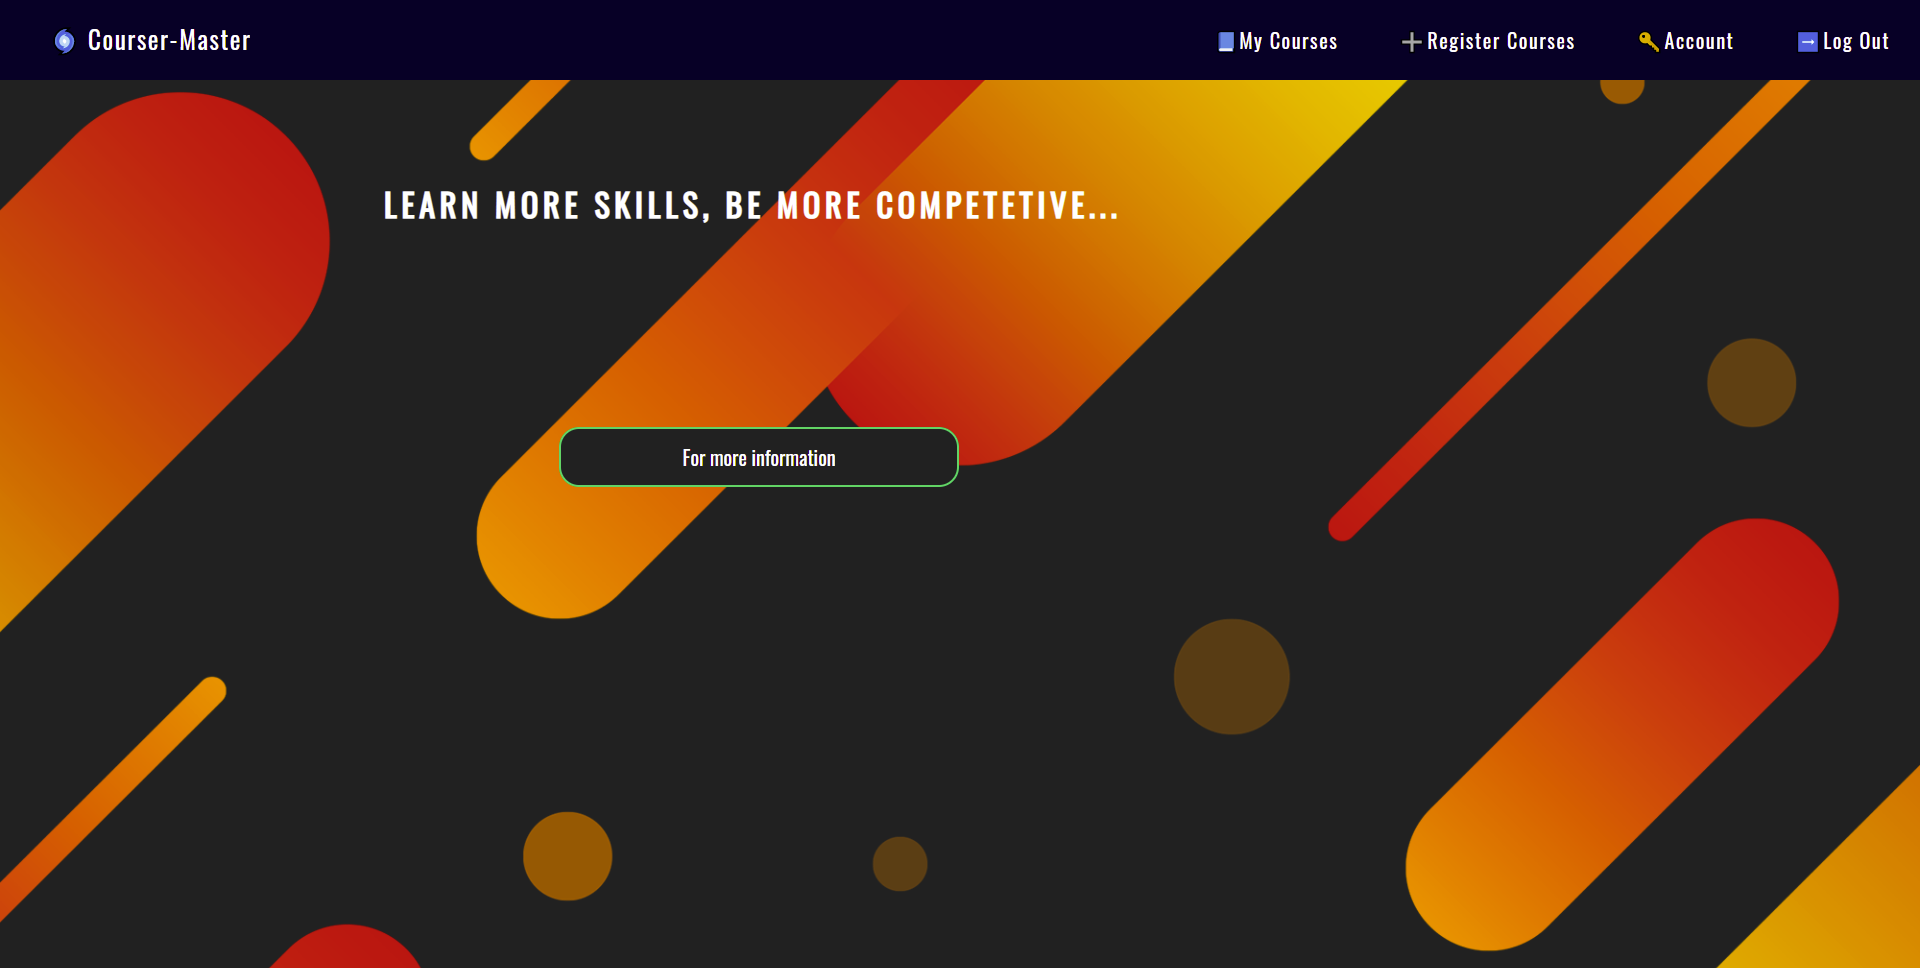 Courser-Master
My Courses
Register Courses
Account
Log Out
LEARN MORE SKILLS, BE MORE COMPETETIVE...
For more information